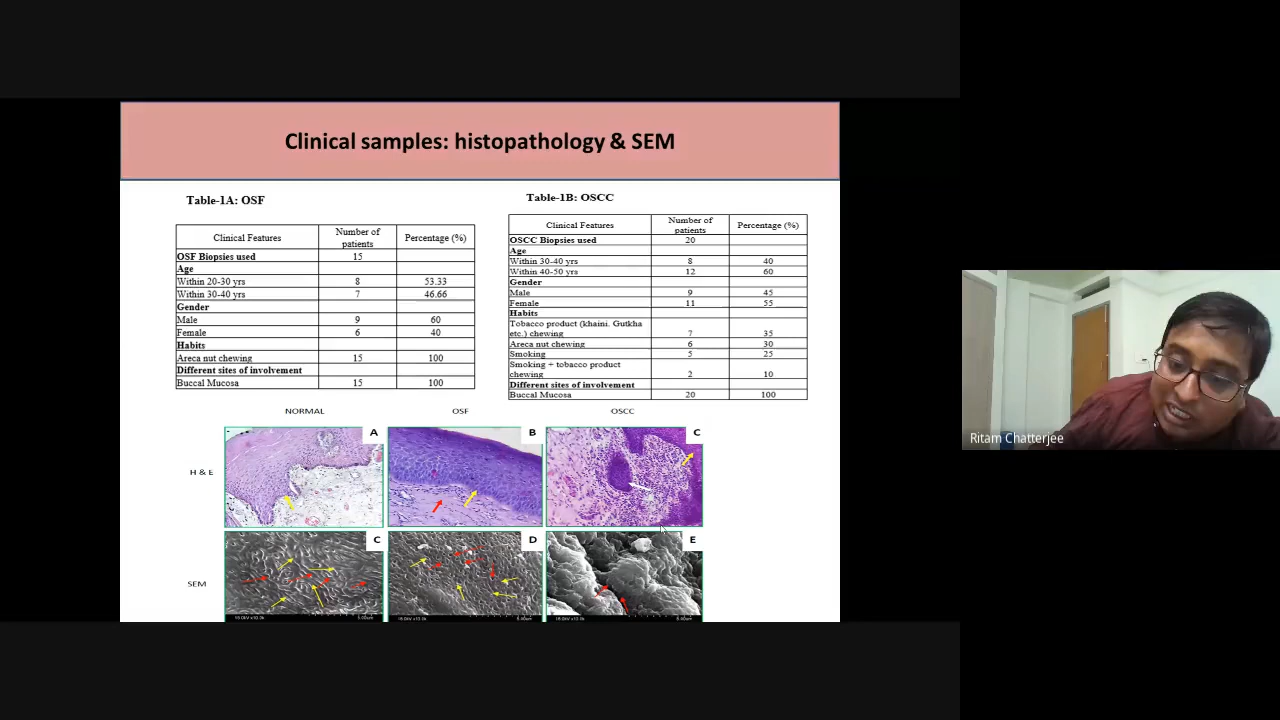 Clinical samples: histopathology & SEM
Table-1A: OSF
Clinical Features Number of patients Percentage (%)
OSF Biopsies used 15
Age
Within 20-30 yrs 8 53.33
Within 30-40 yrs 7 46.66
Gender
Male 9 60
Female 6 40
Habits
Areca nut chewing 15 100
Different sites of involvement
Buccal Mucosa 15 100
Table-1B: OSCC
Clinical Features Number of patients Percentage (%)
OSCC Biopsies used 20
Age
Within 30-40 yrs 8 40
Within 40-50 yrs 12 60
Gender
Male 9 45
Female 11 55
Habits
Tobacco product (khaini. Gutkha
etc.) chewing 7 35
Areca nut chewing 6 30
Smoking 5 25
Smoking + tobacco product
chewing 2 10
Different sites of involvement
Buccal Mucosa 20 100
NORMAL OSF OSCC
H & E A B C
SEM C D E
Ritam Chatterjee